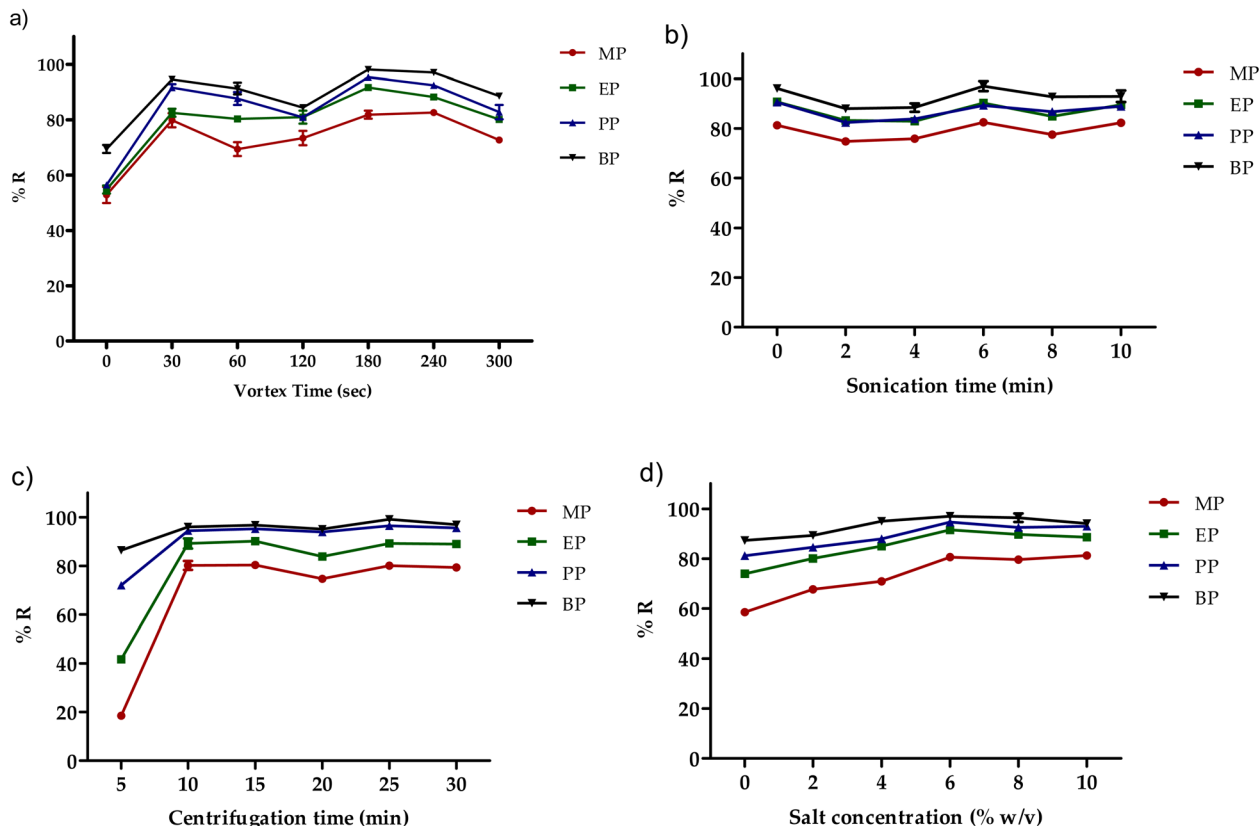 a)
100
80
60
40
20
0
% R
0 30 60 120 180 240 300
Vortex Time (sec)
MP
EP
PP
BP
b)
100
80
60
40
20
0
% R
0 2 4 6 8 10
Sonication time (min)
MP
EP
PP
BP
c)
100
80
60
40
20
0
% R
5 10 15 20 25 30
Centrifugation time (min)
MP
EP
PP
BP
d)
100
80
60
40
20
0
% R
0 2 4 6 8 10
Salt concentration (% w/v)
MP
EP
PP
BP